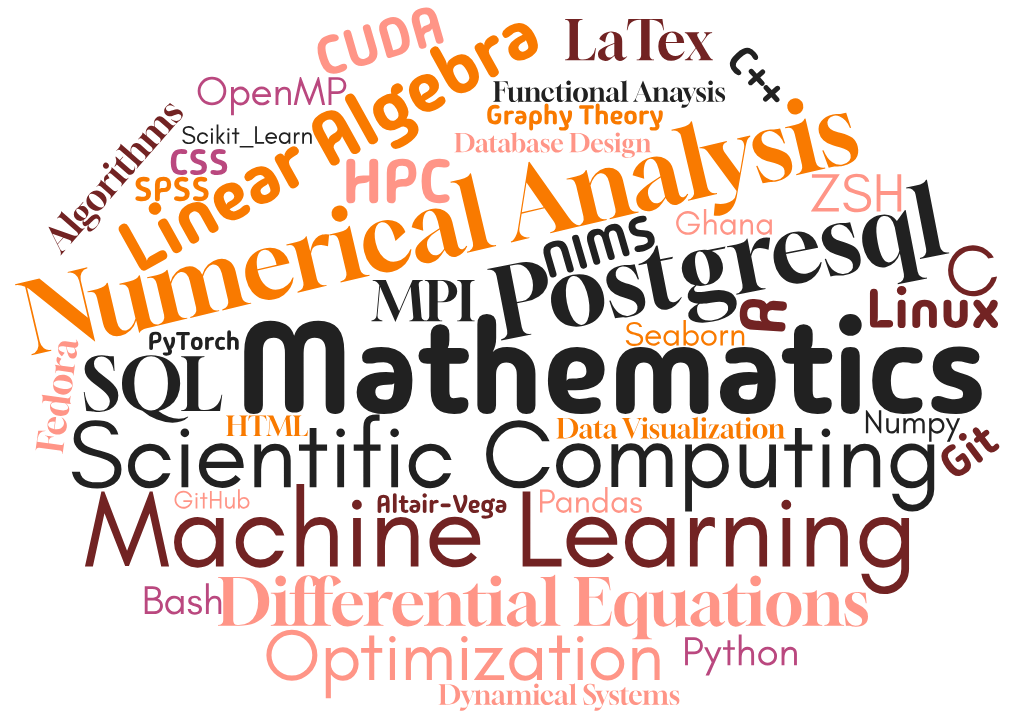 CUDA
LaTex
C++
OpenMP
Linear Algebra
Functional Anaysis
Graphy Theory
Database Design
Algorithms
Scikit_Learn
CSS
SPSS
HPC
Numerical Analysis
ZSH
Ghana
NIMS
Postgresql
C
MPI
R
Linux
Seaborn
PyTorch
Mathematics
Fedora
SQL
HTML
Data Visualization
Numpy
Git
Scientific Computing
GitHub
Altair-Vega
Pandas
Machine Learning
Bash
Differential Equations
Optimization
Python
Dynamical Systems